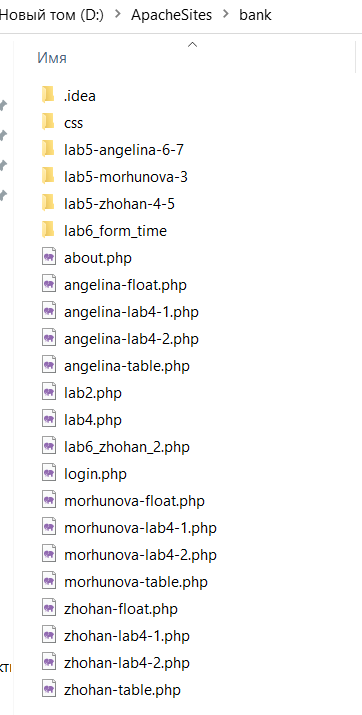 Новый том (D:) > ApacheSites > bank
Имя
.idea
css
lab5-angelina-6-7
lab5-morhunova-3
lab5-zhohan-4-5
lab6_form_time
about.php
angelina-float.php
angelina-lab4-1.php
angelina-lab4-2.php
angelina-table.php
lab2.php
lab4.php
lab6_zhohan_2.php
login.php
morhunova-float.php
morhunova-lab4-1.php
morhunova-lab4-2.php
morhunova-table.php
zhohan-float.php
zhohan-lab4-1.php
zhohan-lab4-2.php
zhohan-table.php